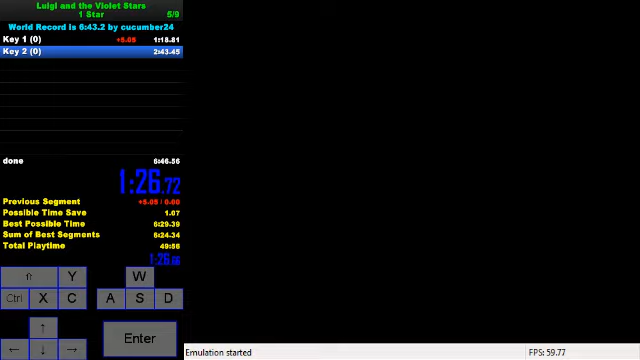 Luigi and the Violet Stars
1 Star 5/9
World Record is 6:43.2 by cucumber24
Key 1 (0) +5.05 1:18.81
Key 2 (0) 2:43.45
done 6:46.56
1:26.72
Previous Segment +5.05 / 0.00
Possible Time Save 1.07
Best Possible Time 6:29.39
Sum of Best Segments 6:24.34
Total Playtime 49:56
⇧ Y W
Ctrl X C A S D
↑ Enter
← ↓ →
Emulation started FPS: 59.77